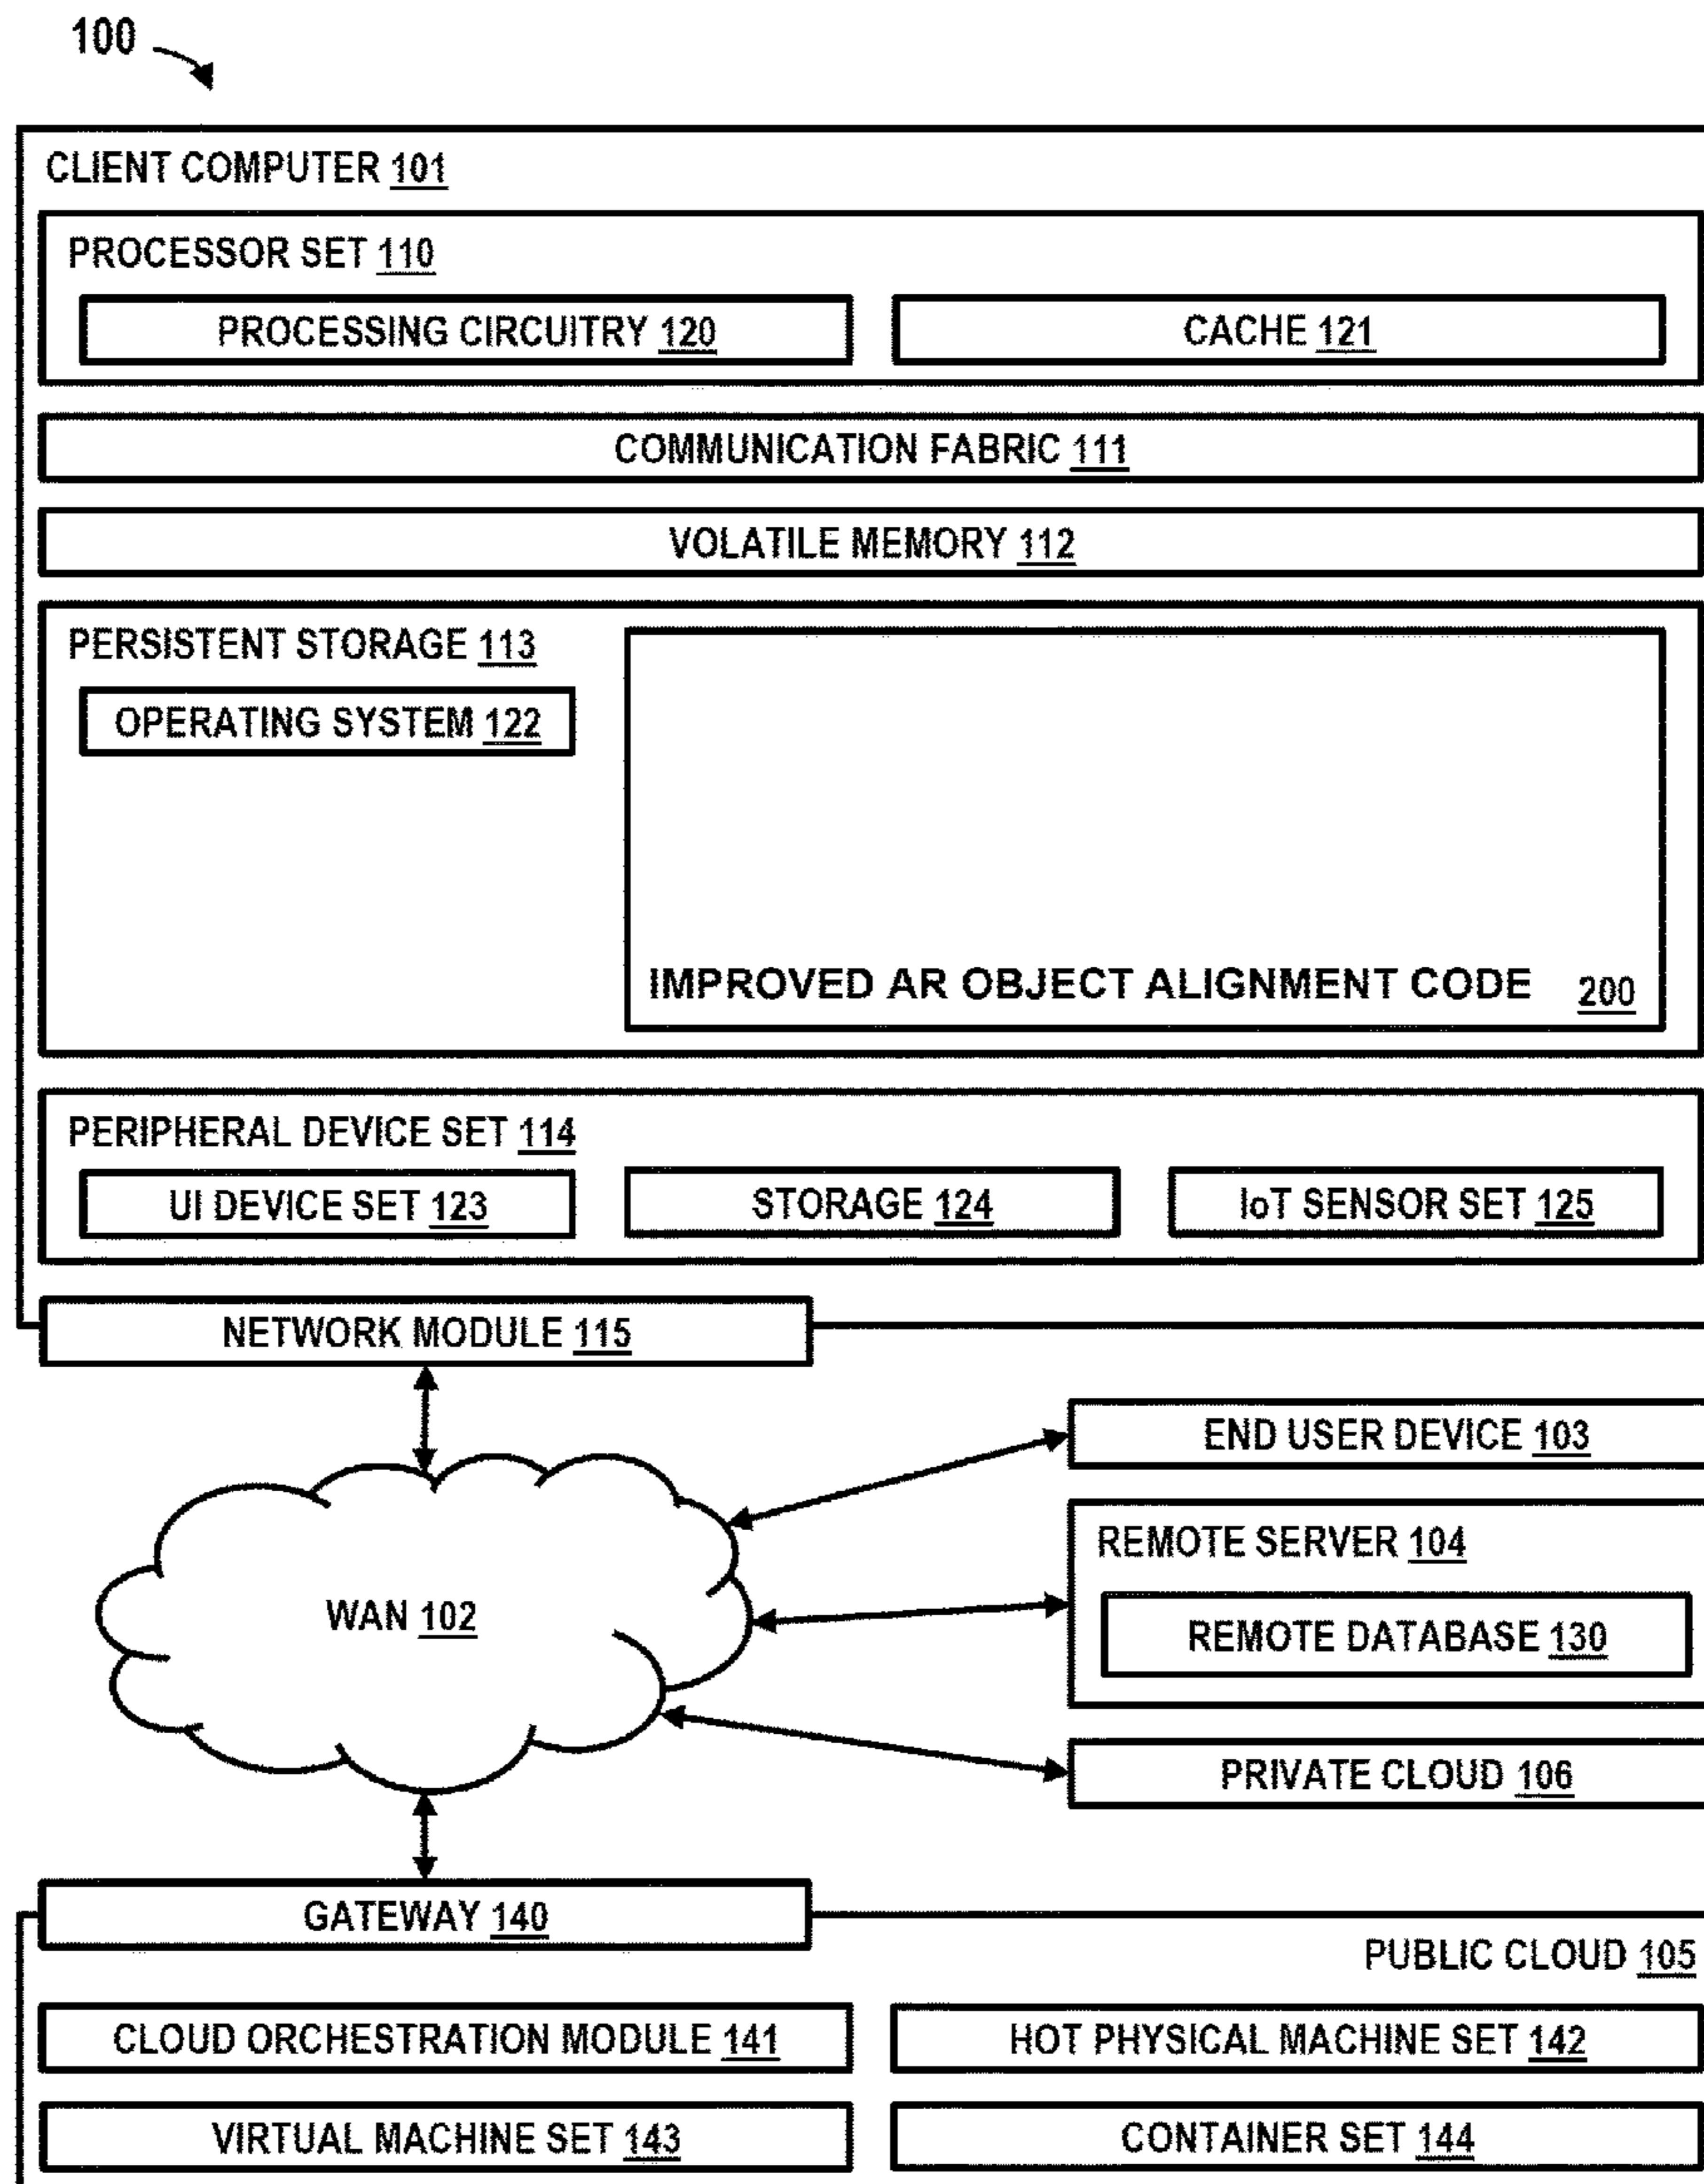 100
CLIENT COMPUTER 101
PROCESSOR SET 110
PROCESSING CIRCUITRY 120
CACHE 121
COMMUNICATION FABRIC 111
VOLATILE MEMORY 112
PERSISTENT STORAGE 113
OPERATING SYSTEM 122
IMPROVED AR OBJECT ALIGNMENT CODE 200
PERIPHERAL DEVICE SET 114
UI DEVICE SET 123
STORAGE 124
IoT SENSOR SET 125
NETWORK MODULE 115
END USER DEVICE 103
REMOTE SERVER 104
WAN 102
REMOTE DATABASE 130
PRIVATE CLOUD 106
GATEWAY 140
PUBLIC CLOUD 105
CLOUD ORCHESTRATION MODULE 141
HOT PHYSICAL MACHINE SET 142
VIRTUAL MACHINE SET 143
CONTAINER SET 144